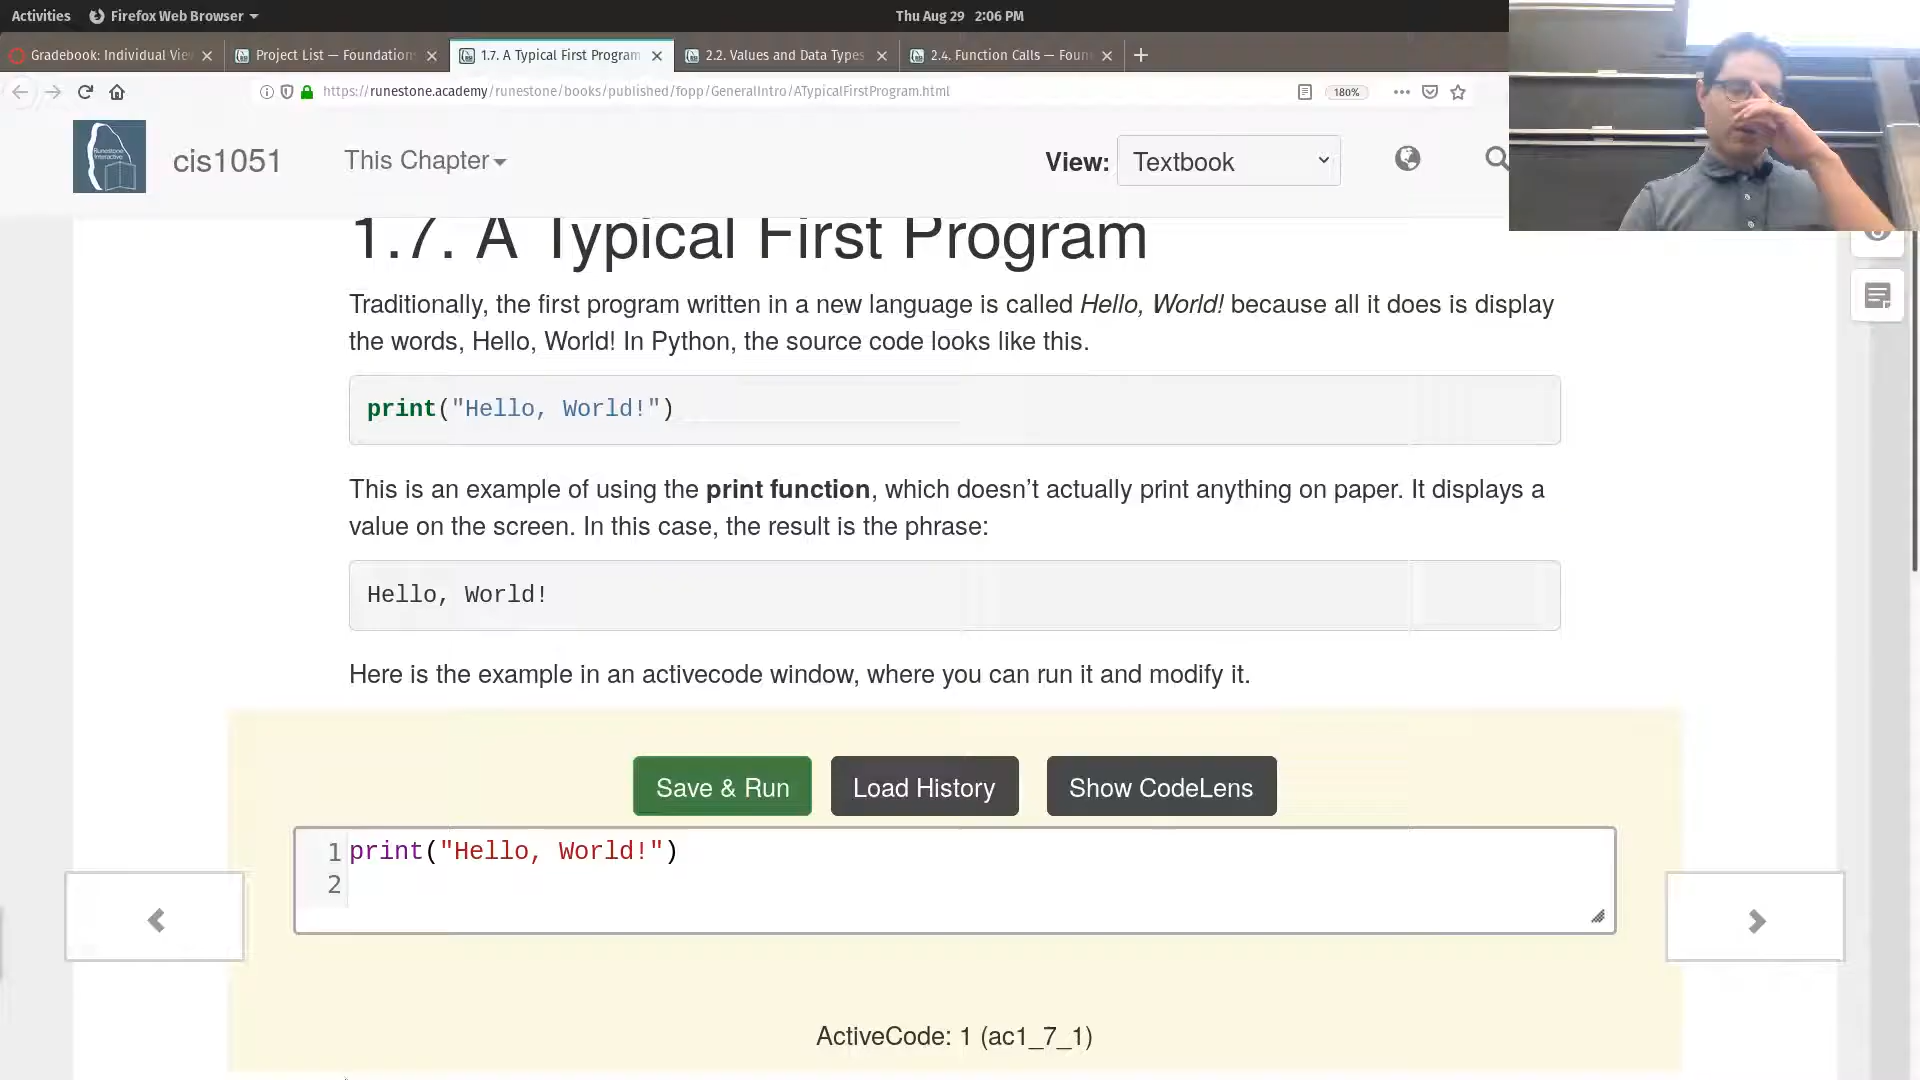 Activities Firefox Web Browser Thu Aug 29 2:06 PM
Gradebook: Individual Vie Project List — Foundations 1.7. A Typical First Program 2.2. Values and Data Types 2.4. Function Calls — Foun
https://runestone.academy/runestone/books/published/fopp/GeneralIntro/ATypicalFirstProgram.html 180%
Runestone Interactive cis1051 This Chapter View: Textbook
1.7. A Typical First Program
Traditionally, the first program written in a new language is called Hello, World! because all it does is display
the words, Hello, World! In Python, the source code looks like this.
print("Hello, World!")
This is an example of using the print function, which doesn’t actually print anything on paper. It displays a
value on the screen. In this case, the result is the phrase:
Hello, World!
Here is the example in an activecode window, where you can run it and modify it.
Save & Run Load History Show CodeLens
1 print("Hello, World!")
2
ActiveCode: 1 (ac1_7_1)